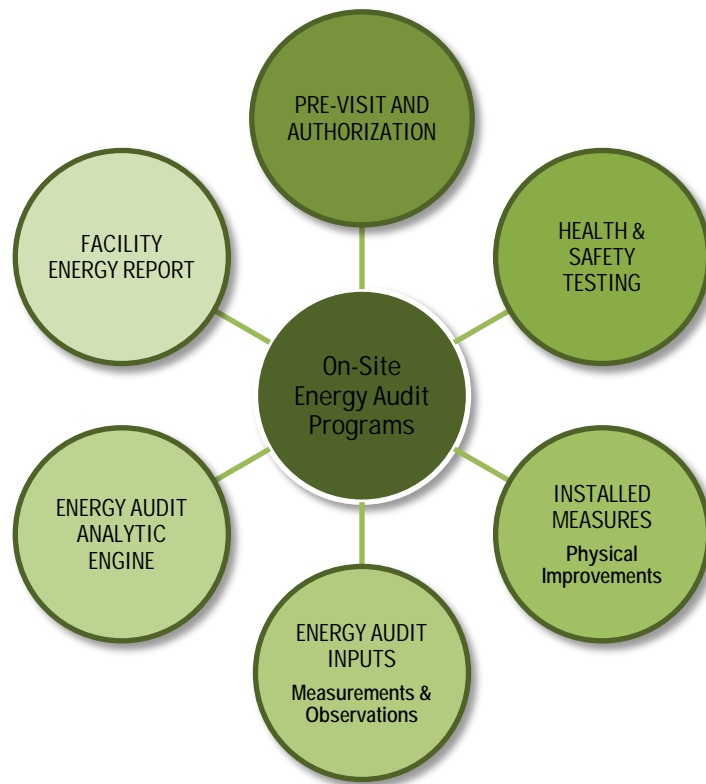 PRE-VISIT AND
AUTHORIZATION
HEALTH &
SAFETY
TESTING
INSTALLED
MEASURES
Physical
Improvements
ENERGY AUDIT
INPUTS
Measurements &
Observations
ENERGY AUDIT
ANALYTIC
ENGINE
FACILITY
ENERGY REPORT
On-Site
Energy Audit
Programs